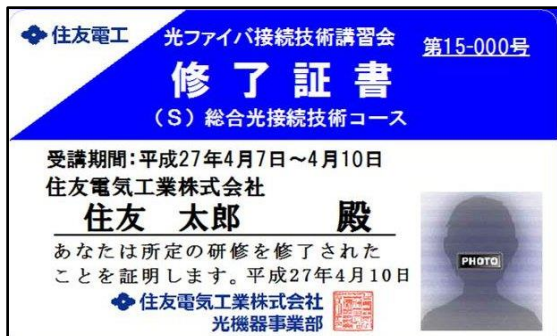 住友電工
光ファイバ接続技術講習会
第15-000号
修了証書
(S)総合光接続技術コース
受講期間:平成27年4月7日~4月10日
住友電気工業株式会社
住友 太郎 殿
あなたは所定の研修を修了された
ことを証明します。平成27年4月10日
PHOTO
住友電気工業株式会社
光機器事業部